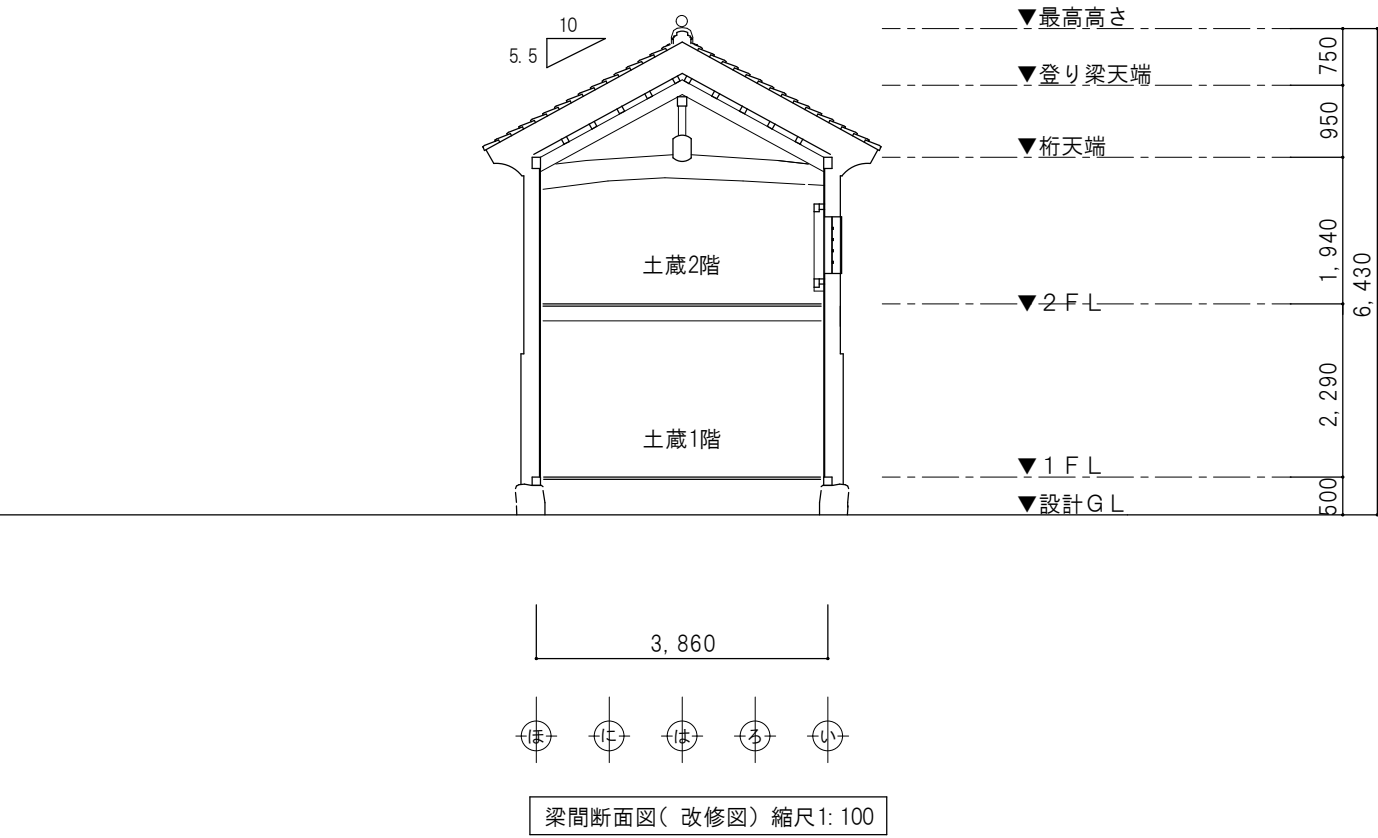 ▼最高高さ
10
5.5
750
▼登り梁天端
950
▼桁天端
土蔵2階
1,940
6,430
▼2FL
2,290
土蔵1階
▼1FL
500
▼設計GL
3,860
ほ に は ろ い
梁間断面図(改修図)縮尺1:100